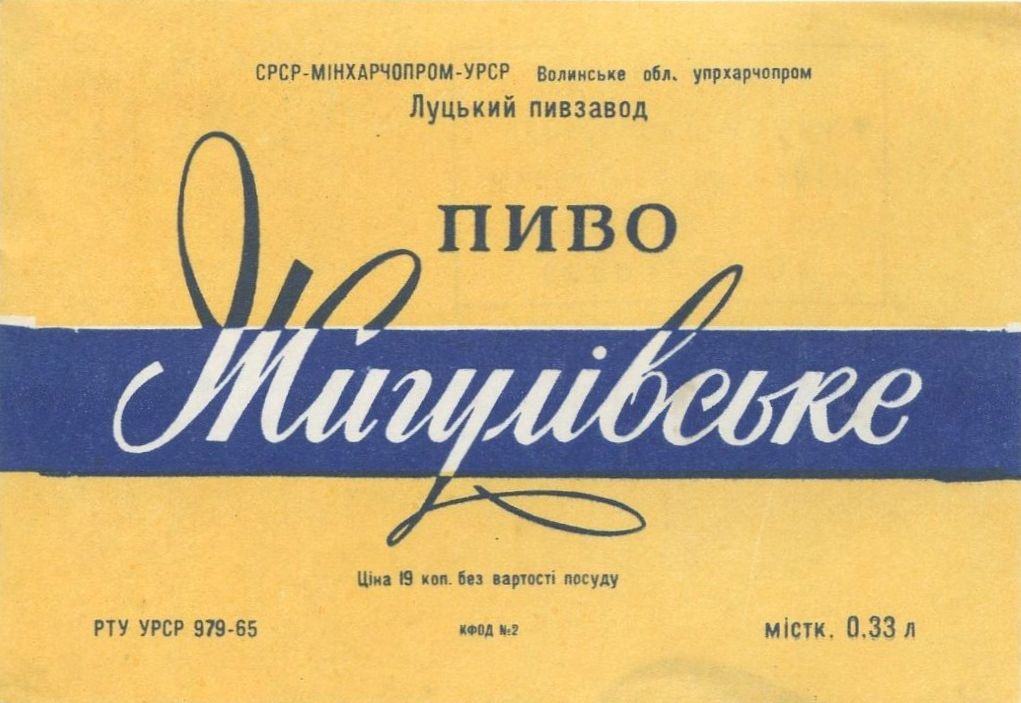 СРСР-МІНХАРЧОПРОМ-УРСР Волинське обл. упрхарчопром
Луцький пивзавод
ПИВО
Жигулівське
Ціна 19 коп. без вартості посуду
РТУ УРСР 979-65 КФОД №2 містк. 0.33 л